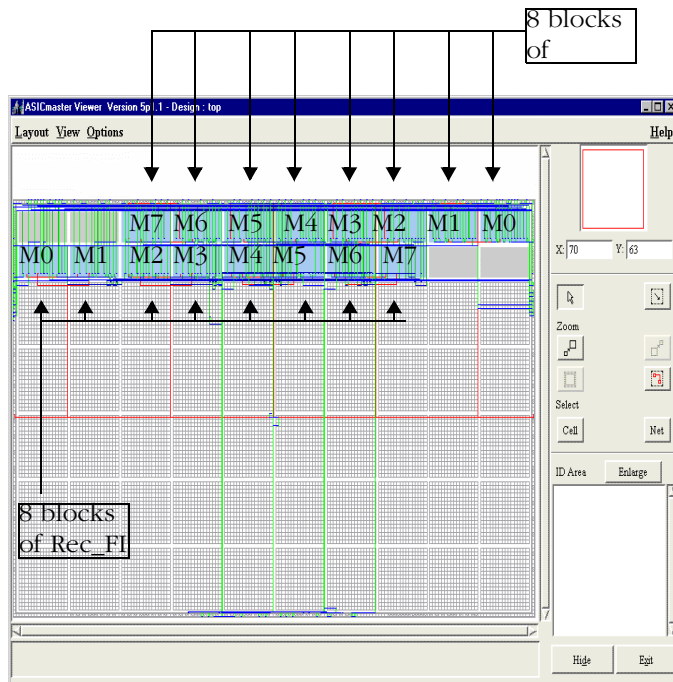 8 blocks
of
ASICmaster Viewer Version 5p1.1 - Design : top
Layout View Options Help
M7 M6 M5 M4 M3 M2 M1 M0
M0 M1 M2 M3 M4 M5 M6 M7
X: 70 Y: 63
Zoom
Select
Cell Net
ID Area Enlarge
8 blocks
of Rec_FI
Hide Exit